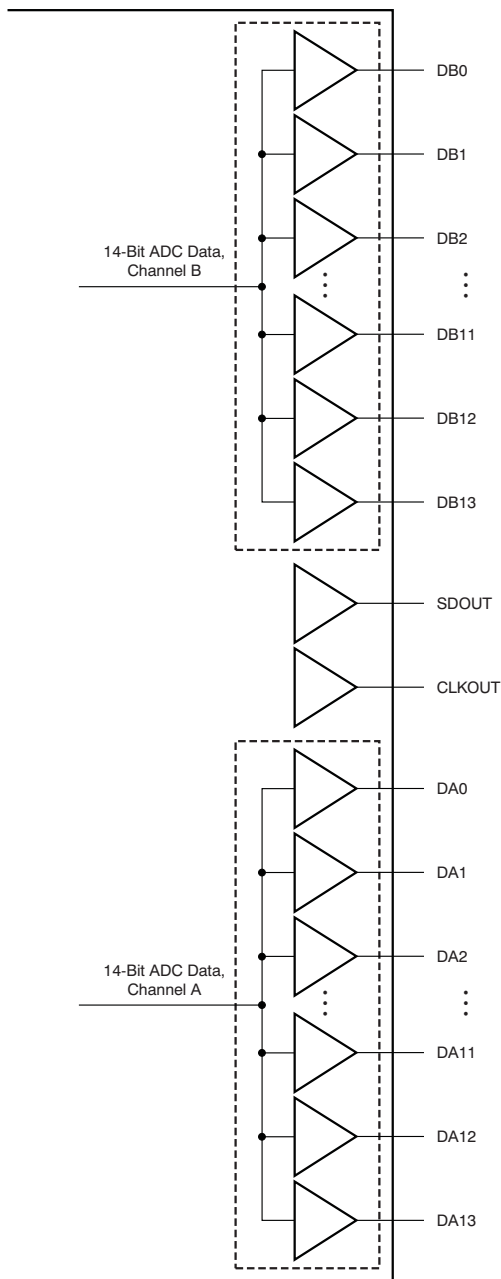 DB0
DB1
DB2
14-Bit ADC Data,
Channel B
DB11
DB12
DB13
SDOUT
CLKOUT
DA0
DA1
DA2
14-Bit ADC Data,
Channel A
DA11
DA12
DA13